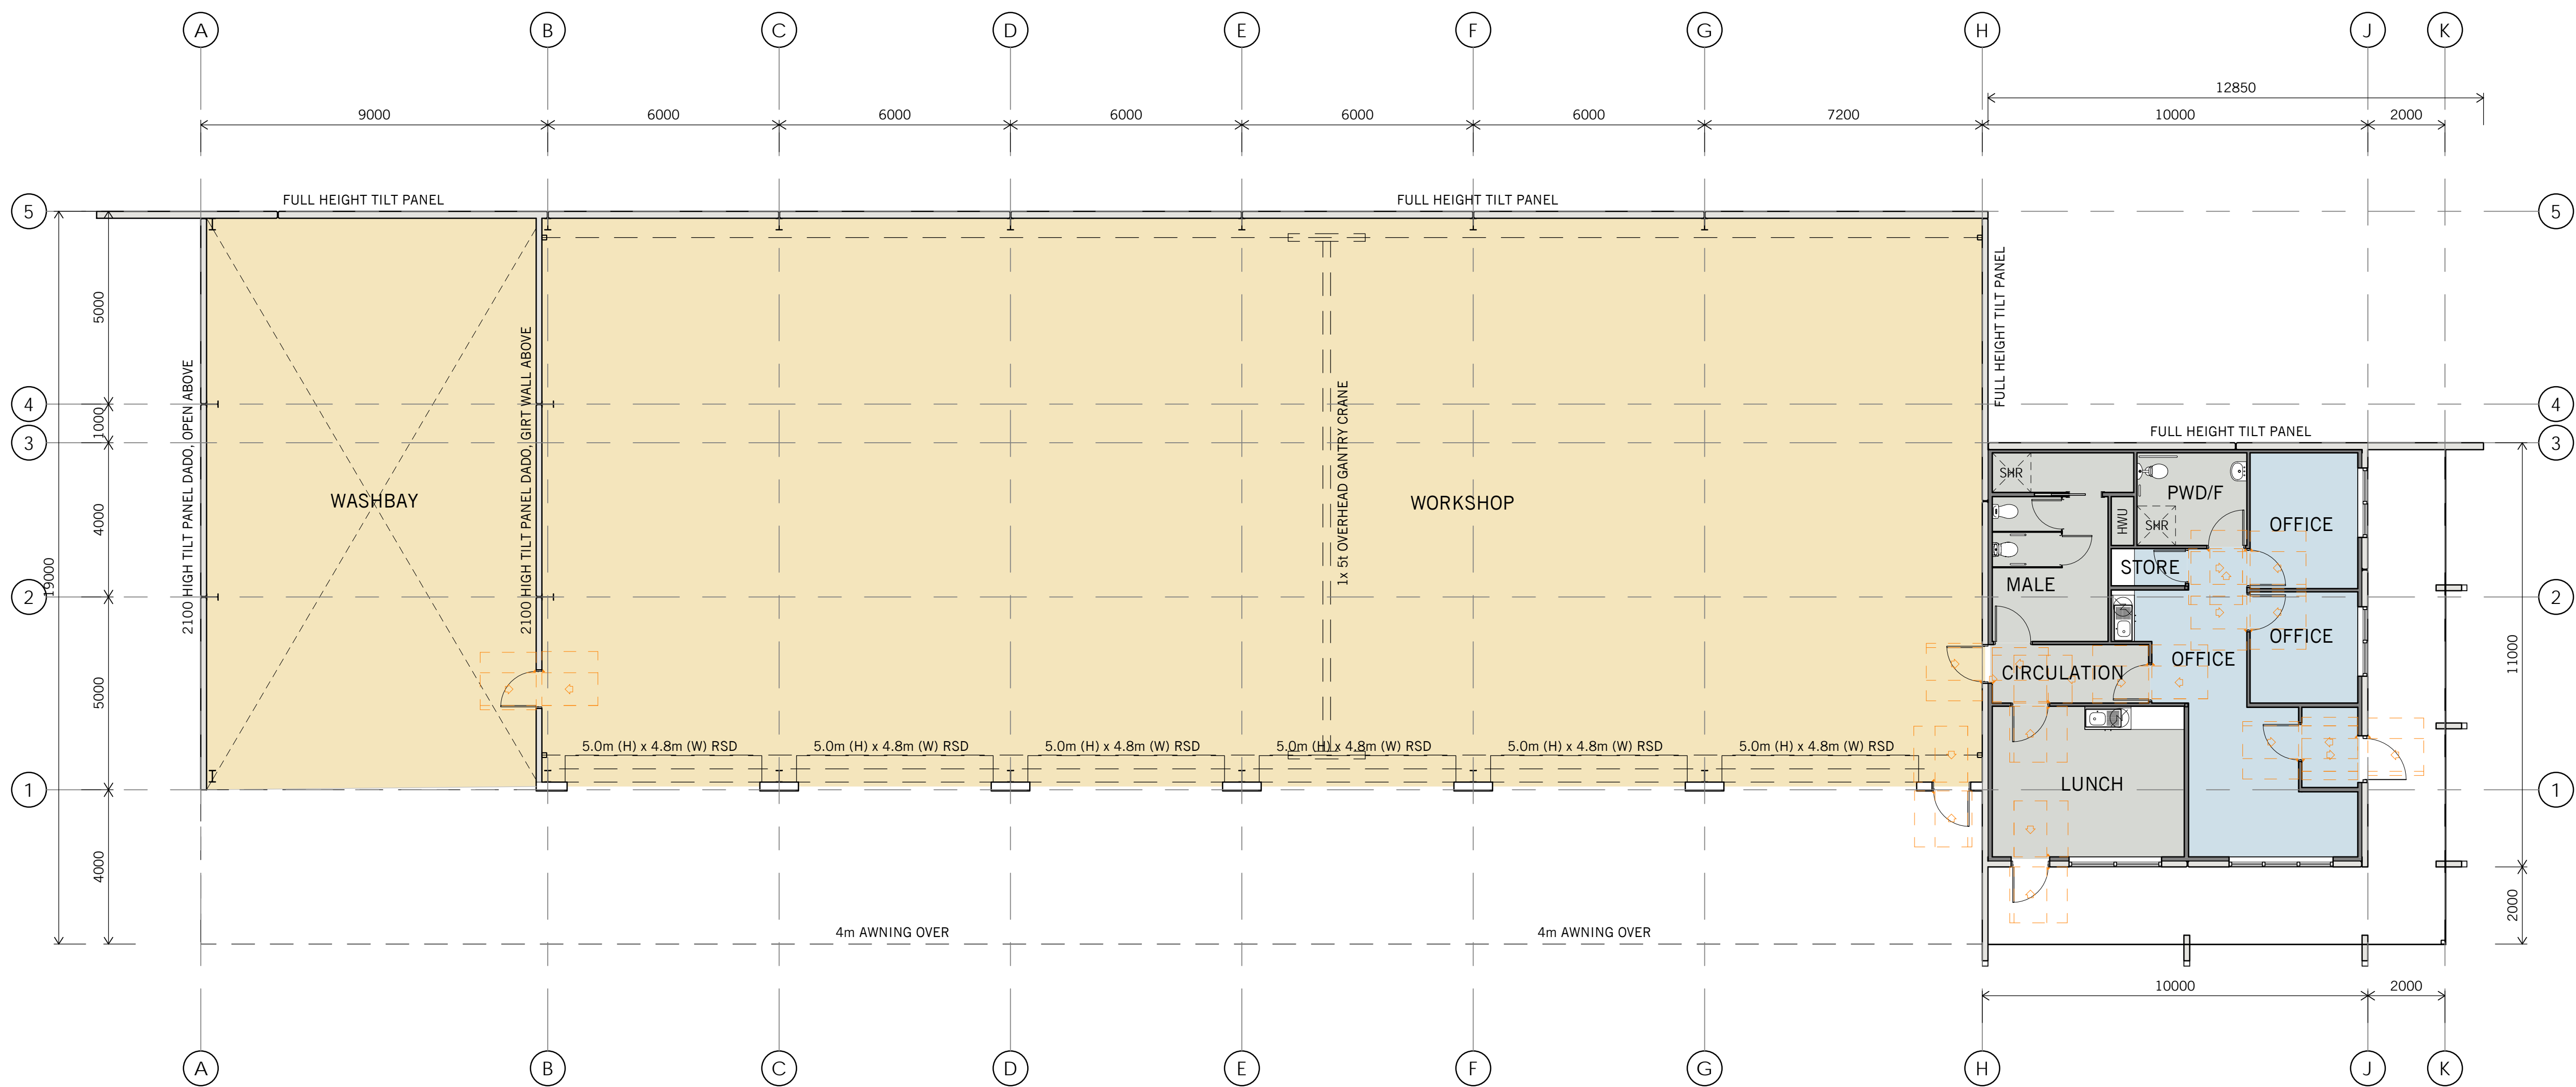 A B C D E F G H J K
12850
9000 6000 6000 6000 6000 6000 7200 10000 2000
FULL HEIGHT TILT PANEL
FULL HEIGHT TILT PANEL
5 5
FULL HEIGHT TILT PANEL
5000
2100 HIGH TILT PANEL DADO, OPEN ABOVE
2100 HIGH TILT PANEL DADO, GIRT WALL ABOVE
1x 5t OVERHEAD GANTRY CRANE
4 4
1000
3 3
FULL HEIGHT TILT PANEL
SHR
PWD/F
WASHBAY
WORKSHOP
4000
HWU
SHR
OFFICE
19000
STORE
MALE
2 2
OFFICE
OFFICE
CIRCULATION
11000
5000
5.0m (H) x 4.8m (W) RSD 5.0m (H) x 4.8m (W) RSD 5.0m (H) x 4.8m (W) RSD 5.0m (H) x 4.8m (W) RSD 5.0m (H) x 4.8m (W) RSD 5.0m (H) x 4.8m (W) RSD
LUNCH
1 1
4000
2000
4m AWNING OVER
4m AWNING OVER
10000 2000
A B C D E F G H J K